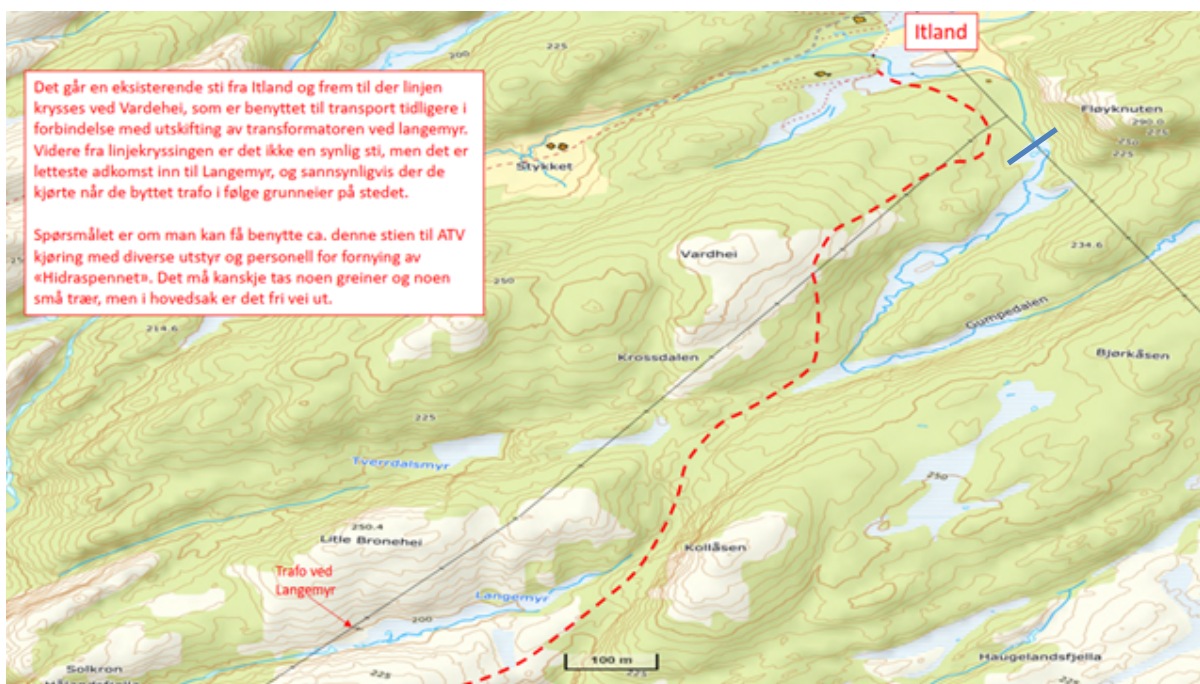 Itland
200
225
Det går en eksisterende sti fra Itland og frem til der linjen
krysses ved Vardehei, som er benyttet til transport tidligere i
forbindelse med utskifting av transformatoren ved langemyr.
Videre fra linjekryssingen er det ikke en synlig sti, men det er
letteste adkomst inn til Langemyr, og sannsynligvis der de
kjørte når de byttet trafo i følge grunneier på stedet.
Spørsmålet er om man kan få benytte ca. denne stien til ATV
kjøring med diverse utstyr og personell for fornying av
«Hidraspennet». Det må kanskje tas noen greiner og noen
små trær, men i hovedsak er det fri vei ut.
Fløyknuten
290.0
275
250
225
225
Stykket
234.6
Vardhei
250
Gumpedalen
214.6
Krossdalen
Bjørkåsen
225
Tverrdalsmyr
250
250.4
Litle Bronehei
Kollåsen
Trafo ved
Langemyr
Langemyr
200
100 m
Haugelandsfjella
Solkron
225
225